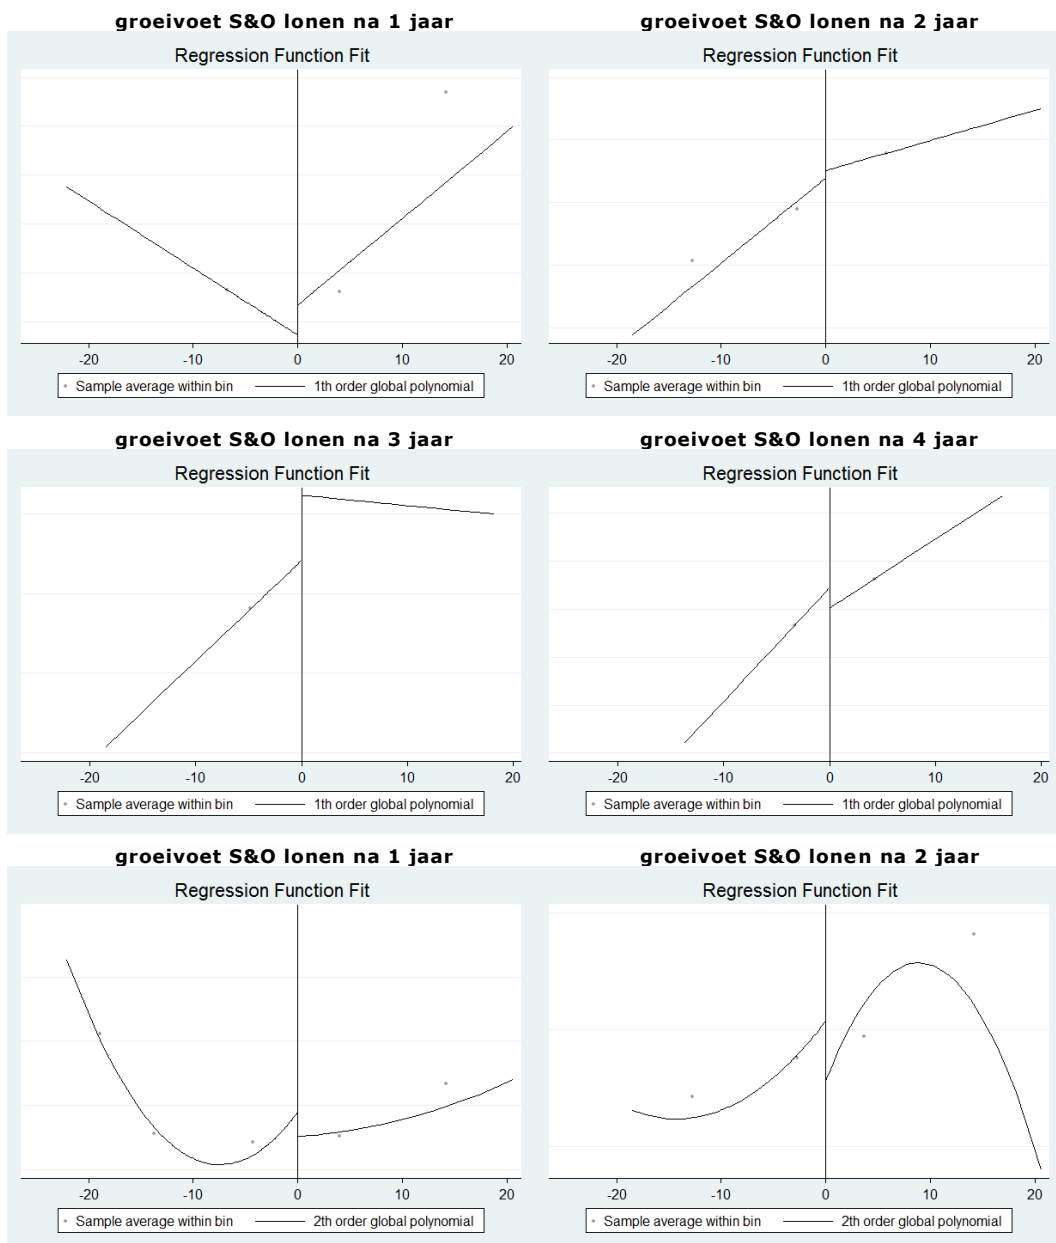 groeivoet S&O lonen na 1 jaar
Regression Function Fit
-20 -10 0 10 20
Sample average within bin 1th order global polynomial
groeivoet S&O lonen na 2 jaar
Regression Function Fit
-20 -10 0 10 20
Sample average within bin 1th order global polynomial
groeivoet S&O lonen na 3 jaar
Regression Function Fit
-20 -10 0 10 20
Sample average within bin 1th order global polynomial
groeivoet S&O lonen na 4 jaar
Regression Function Fit
-20 -10 0 10 20
Sample average within bin 1th order global polynomial
groeivoet S&O lonen na 1 jaar
Regression Function Fit
-20 -10 0 10 20
Sample average within bin 2th order global polynomial
groeivoet S&O lonen na 2 jaar
Regression Function Fit
-20 -10 0 10 20
Sample average within bin 2th order global polynomial